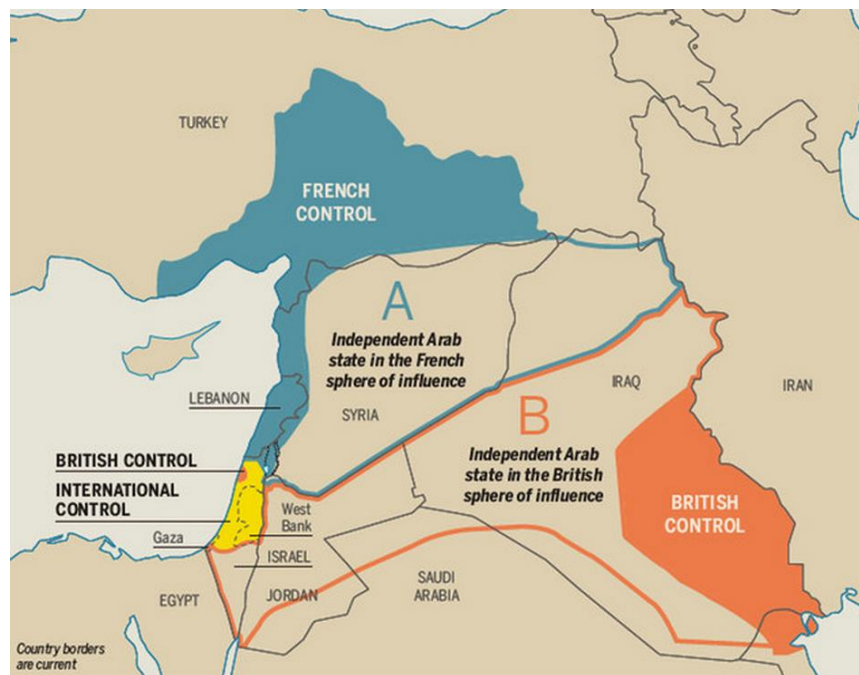 TURKEY
FRENCH
CONTROL
A
Independent Arab
state in the French
sphere of influence
IRAQ
IRAN
LEBANON
SYRIA
B
Independent Arab
state in the British
sphere of influence
BRITISH CONTROL
INTERNATIONAL
CONTROL
BRITISH
CONTROL
West
Bank
Gaza
ISRAEL
SAUDI
ARABIA
EGYPT
JORDAN
Country borders
are current